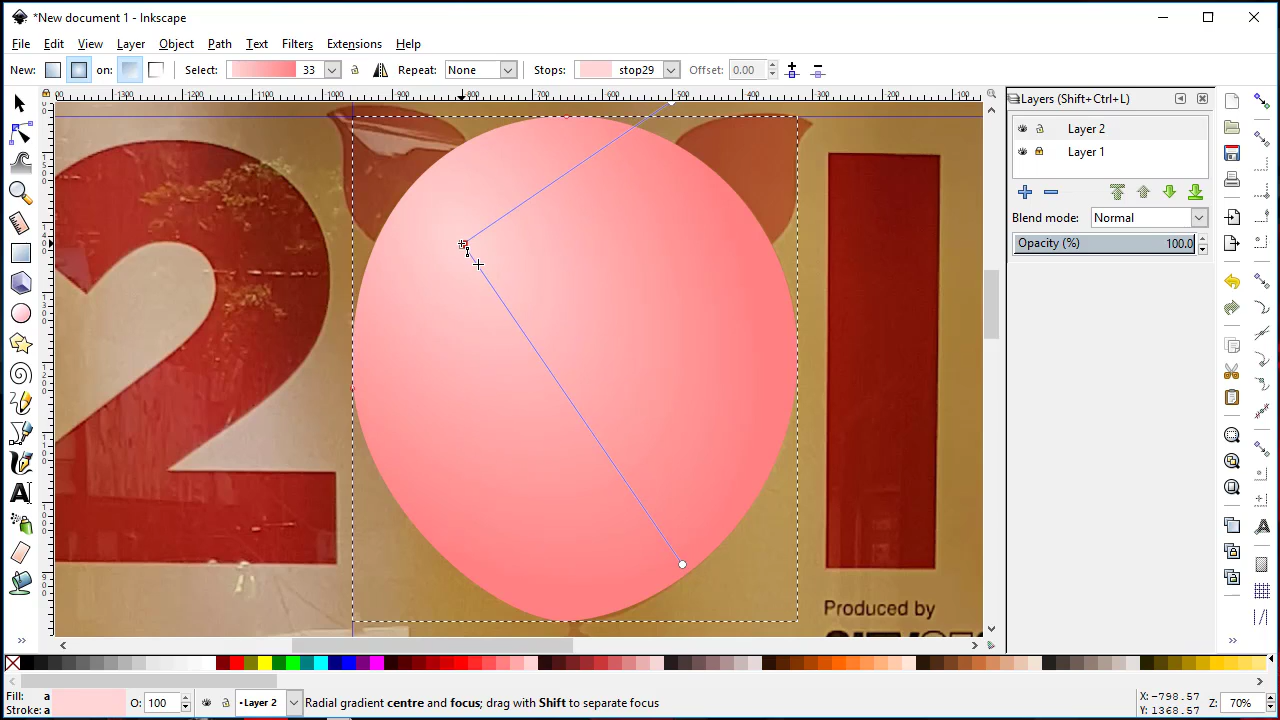 *New document 1 - Inkscape
File Edit View Layer Object Path Text Filters Extensions Help
New: on: Select: 33 Repeat: None Stops: stop29 Offset: 0.00
Layers (Shift+Ctrl+L)
Layer 2
Layer 1
Blend mode: Normal
Opacity (%) 100.0
2
Produced by
Fill: a
Stroke: a
O: 100
Layer 2
Radial gradient centre and focus; drag with Shift to separate focus
X: -798.57
Y: 1368.57
Z: 70%